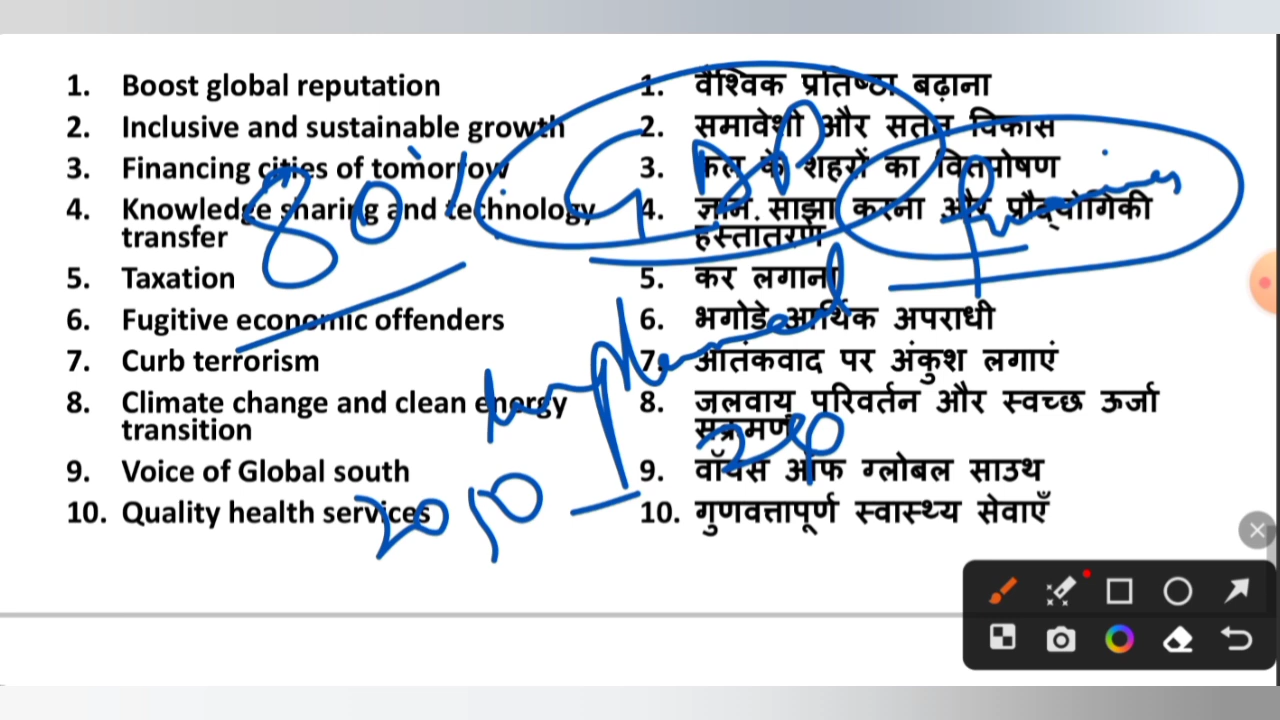 1. Boost global reputation
2. Inclusive and sustainable growth
3. Financing cities of tomorrow
4. Knowledge sharing and technology
transfer
5. Taxation
6. Fugitive economic offenders
7. Curb terrorism
8. Climate change and clean energy
transition
9. Voice of Global south
10. Quality health services
1. वैश्विक प्रतिष्ठा बढ़ाना
2. समावेशी और सतत विकास
3. कल के शहरों का वित्तपोषण
4. ज्ञान साझा करना और प्रौद्योगिकी
हस्तांतरण
5. कर लगाना
6. भगोड़े आर्थिक अपराधी
7. आतंकवाद पर अंकुश लगाएं
8. जलवायु परिवर्तन और स्वच्छ ऊर्जा
संक्रमण
9. वॉयस ऑफ ग्लोबल साउथ
10. गुणवत्तापूर्ण स्वास्थ्य सेवाएँ
80%
GDP
2010